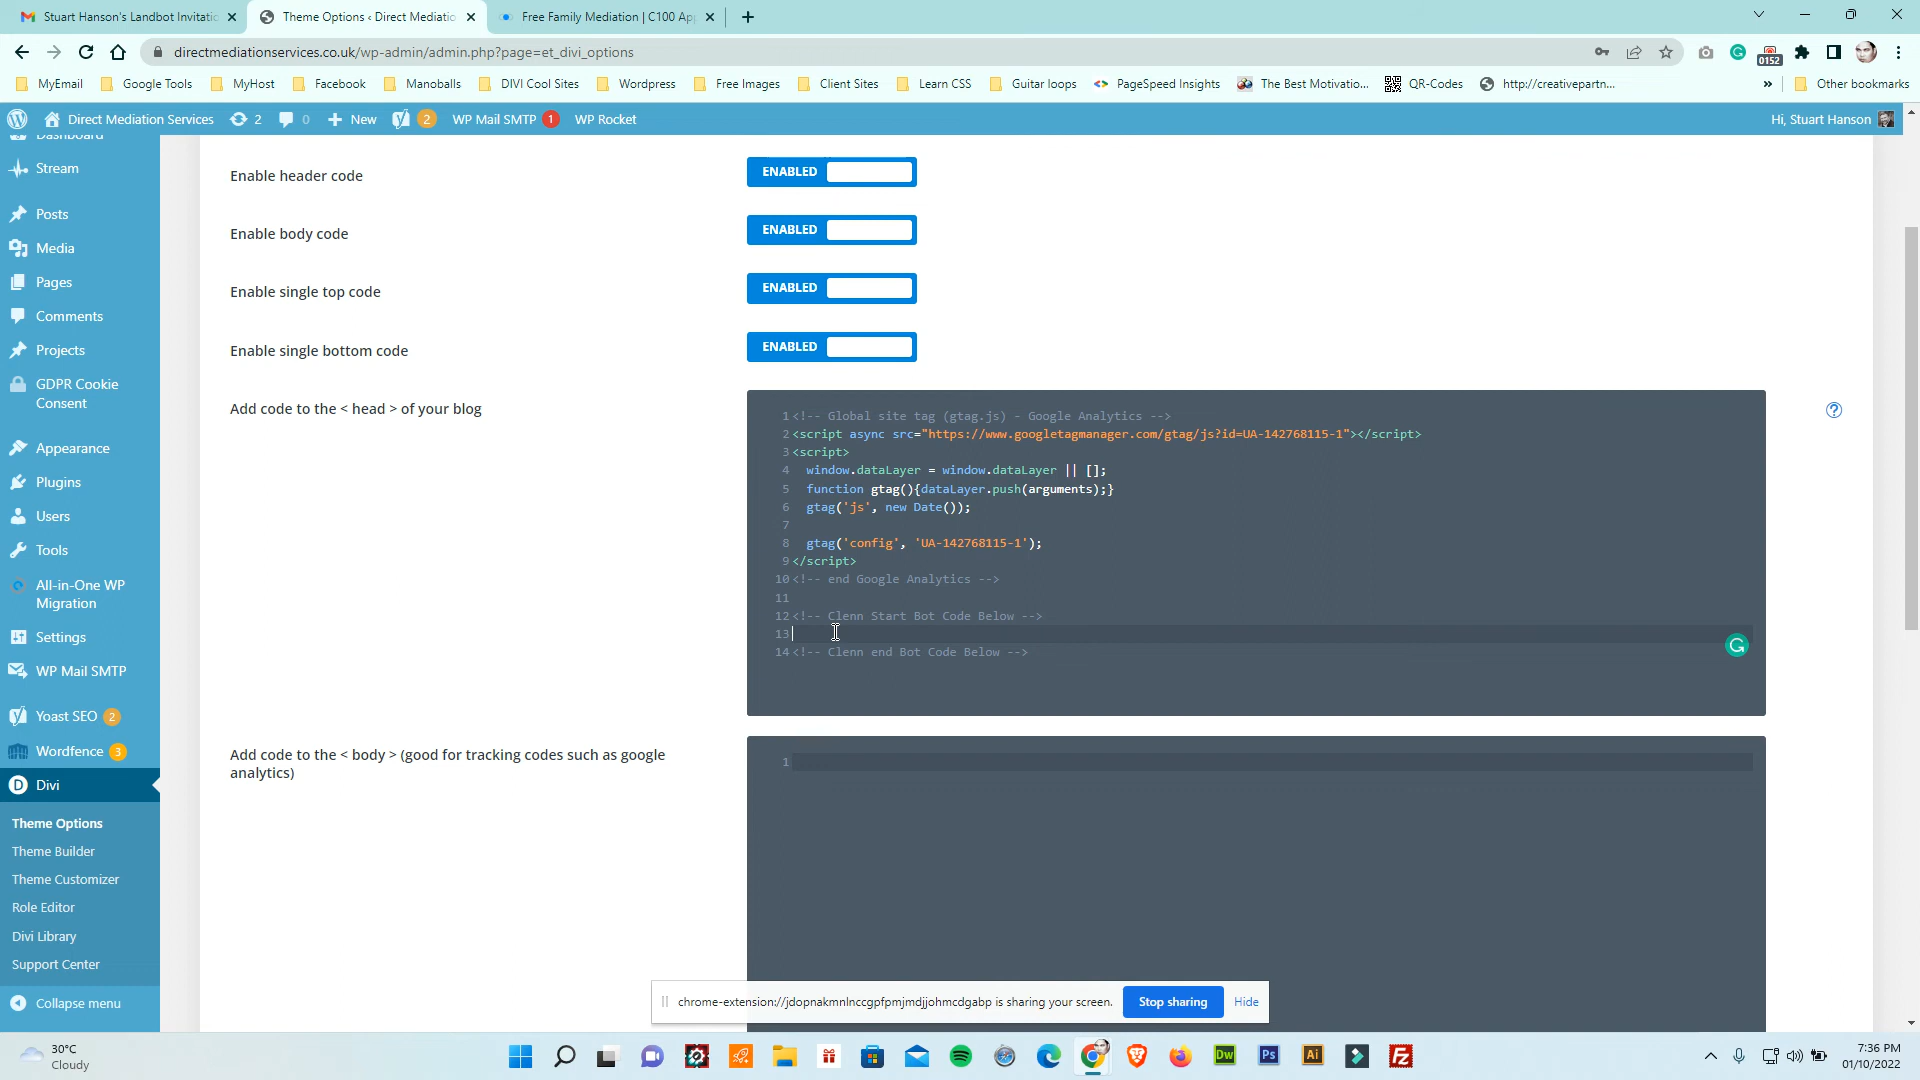 Stuart Hanson's Landbot Invitatio
Theme Options ‹ Direct Mediatio
Free Family Mediation | C100 Ap
directmediationservices.co.uk/wp-admin/admin.php?page=et_divi_options
0152
MyEmail
Google Tools
MyHost
Facebook
Manoballs
DIVI Cool Sites
Wordpress
Free Images
Client Sites
Learn CSS
Guitar loops
PageSpeed Insights
The Best Motivatio...
QR-Codes
http://creativepartn...
»
Other bookmarks
Direct Mediation Services
2
0
New
2
WP Mail SMTP 1
WP Rocket
Hi, Stuart Hanson
Dashboard
Stream
Posts
Media
Pages
Comments
Projects
GDPR Cookie
Consent
Appearance
Plugins
Users
Tools
All-in-One WP
Migration
Settings
WP Mail SMTP
Yoast SEO 2
Wordfence 3
Divi
Theme Options
Theme Builder
Theme Customizer
Role Editor
Divi Library
Support Center
Collapse menu
Enable header code
ENABLED
Enable body code
ENABLED
Enable single top code
ENABLED
Enable single bottom code
ENABLED
Add code to the < head > of your blog
1 <!-- Global site tag (gtag.js) - Google Analytics -->
2 <script async src="https://www.googletagmanager.com/gtag/js?id=UA-142768115-1"></script>
3 <script>
4 window.dataLayer = window.dataLayer || [];
5 function gtag(){dataLayer.push(arguments);}
6 gtag('js', new Date());
7
8 gtag('config', 'UA-142768115-1');
9 </script>
10 <!-- end Google Analytics -->
11
12 <!-- Clenn Start Bot Code Below -->
13
14 <!-- Clenn end Bot Code Below -->
Add code to the < body > (good for tracking codes such as google
analytics)
1
chrome-extension://jdopnakmnlnccgpfpmjmdjjohmcdgabp is sharing your screen.
Stop sharing
Hide
30°C
Cloudy
Dw
Ps
Ai
7:36 PM
01/10/2022